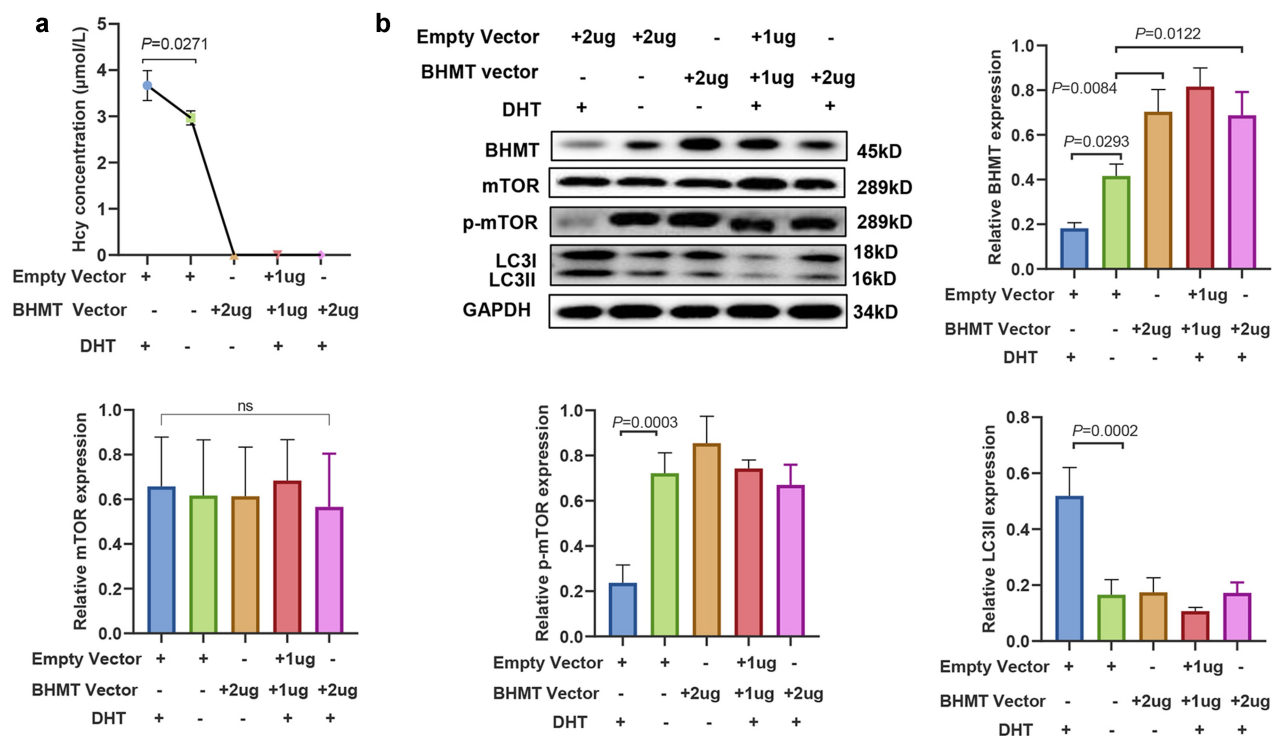 a
Hcy concentration (μmol/L)
5
4
3
2
1
0
P=0.0271
Empty Vector + + - +1ug -
BHMT Vector - - +2ug +1ug +2ug
DHT + - - + +
b
Empty Vector +2ug +2ug - +1ug -
BHMT vector - - +2ug +1ug +2ug
DHT + - - + +
BHMT 45kD
mTOR 289kD
p-mTOR 289kD
LC3I 18kD
LC3II 16kD
GAPDH 34kD
Relative BHMT expression
1.0
0.8
0.6
0.4
0.2
0.0
P=0.0122
P=0.0084
P=0.0293
Empty Vector + + - +1ug -
BHMT Vector - - +2ug +1ug +2ug
DHT + - - + +
Relative mTOR expression
1.0
0.8
0.6
0.4
0.2
0.0
ns
Empty Vector + + - +1ug -
BHMT Vector - - +2ug +1ug +2ug
DHT + - - + +
Relative p-mTOR expression
1.0
0.8
0.6
0.4
0.2
0.0
P=0.0003
Empty Vector + + - +1ug -
BHMT Vector - - +2ug +1ug +2ug
DHT + - - + +
Relative LC3II expression
0.8
0.6
0.4
0.2
0.0
P=0.0002
Empty Vector + + - +1ug -
BHMT Vector - - +2ug +1ug +2ug
DHT + - - + +